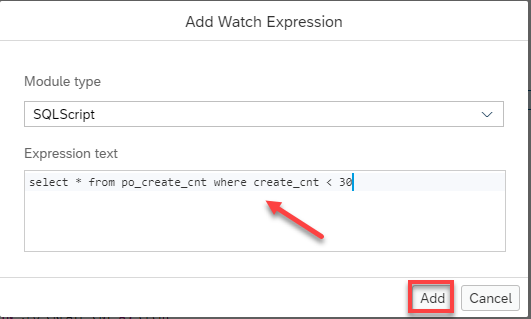 Add Watch Expression
Module type
SQLScript
Expression text
select * from po_create_cnt where create_cnt < 30
Add Cancel